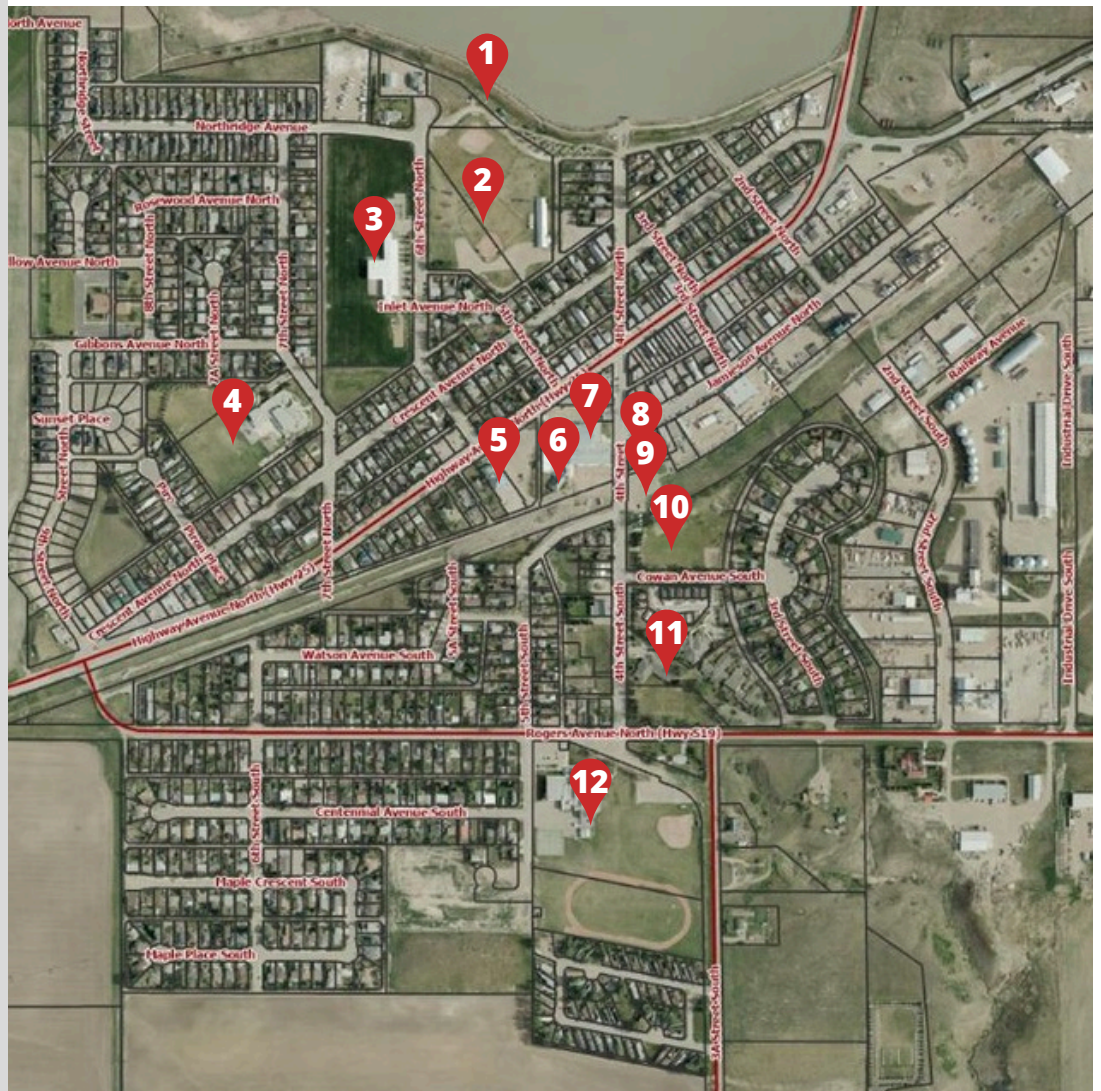 orth Avenue
Northridge Street
1
Northridge Avenue
2
6th Street North
2nd Street North
3
Rosewood Avenue North
8th Street North
3rd Street North
llow Avenue North
7th Street North
4th Street North
3rd Street North
Inlet Avenue North
5th Street North
Gibbons Avenue North
7A Street North
Crescent Avenue North
Jamieson Avenue North
Railway Avenue
2nd Street South
Industrial Drive South
4
Sunset Place
7
8
5
6
9
Highway
North (Hwy
4th Street
Street North
10
Piron Place
9th Street North
7th Street North
2nd Street South
Cowan Avenue South
Crescent Avenue North
Highway Avenue North (Hwy 25)
5A Street South
3rd Street South
11
4th Street South
Watson Avenue South
5th Street South
Industrial Drive South
Rogers Avenue North (Hwy 519)
12
Centennial Avenue South
6th Street South
Maple Crescent South
Maple Place South
3A Street South